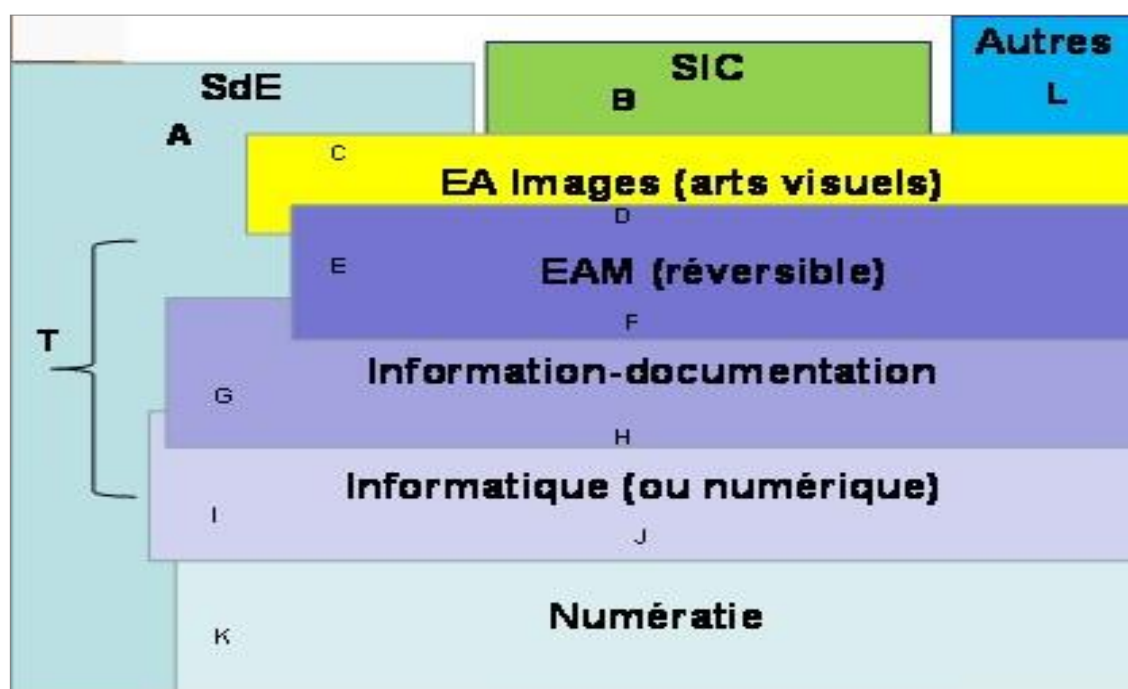 Autres
SIC
SdE
B
L
A
C
EA Images (arts visuels)
D
E
EAM (réversible)
F
T
Information-documentation
G
H
Informatique (ou numérique)
I
J
Numératie
K